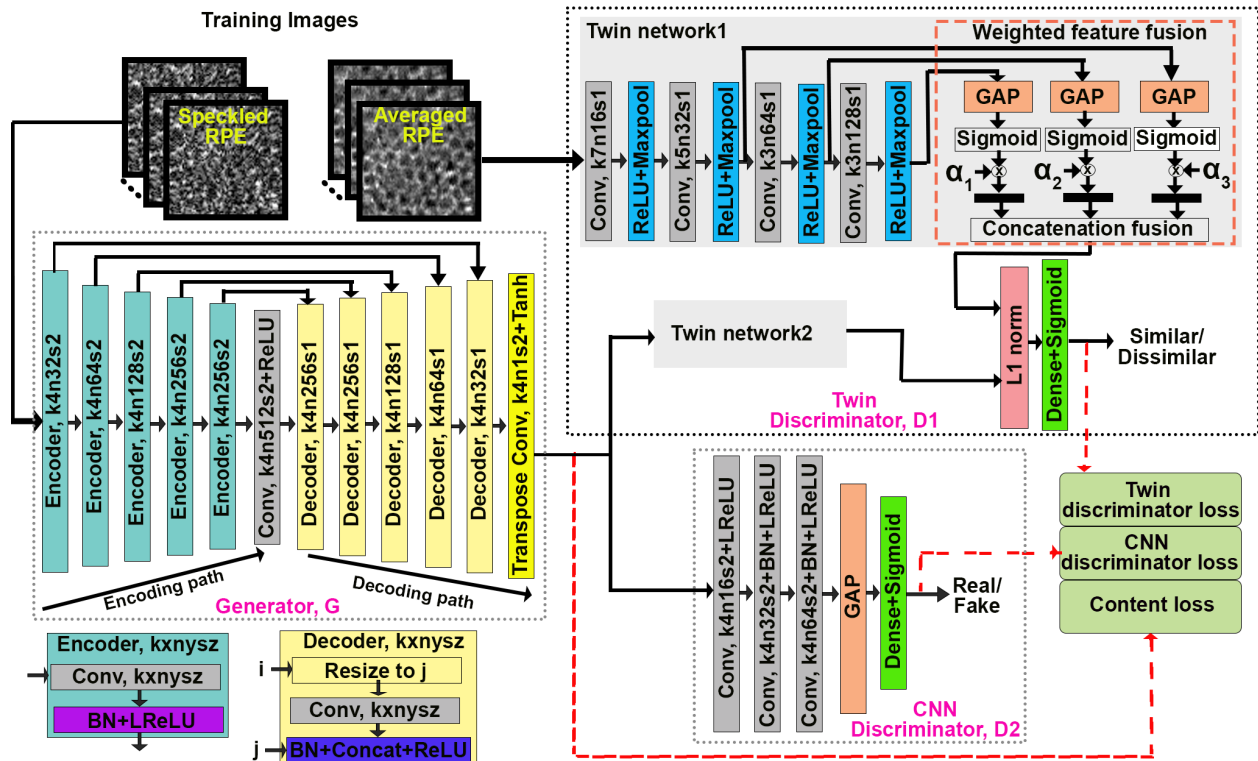 Training Images
Speckled
RPE
Averaged
RPE
Twin network1
Weighted feature fusion
Conv, k7n16s1
ReLU+Maxpool
Conv, k5n32s1
ReLU+Maxpool
Conv, k3n64s1
ReLU+Maxpool
Conv, k3n128s1
ReLU+Maxpool
GAP
GAP
GAP
Sigmoid
Sigmoid
Sigmoid
x
x
x
α1
α2
α3
Concatenation fusion
Encoder, k4n32s2
Encoder, k4n64s2
Encoder, k4n128s2
Encoder, k4n256s2
Encoder, k4n256s2
Conv, k4n512s2+ReLU
Decoder, k4n256s1
Decoder, k4n256s1
Decoder, k4n128s1
Decoder, k4n64s1
Decoder, k4n32s1
Transpose Conv, k4n1s2+Tanh
Encoding path
Decoding path
Generator, G
Twin network2
L1 norm
Dense+Sigmoid
Similar/
Dissimilar
Twin
Discriminator, D1
Conv, k4n16s2+LReLU
Conv, k4n32s2+BN+LReLU
Conv, k4n64s2+BN+LReLU
GAP
Dense+Sigmoid
Real/
Fake
CNN
Discriminator, D2
Twin
discriminator loss
CNN
discriminator loss
Content loss
Encoder, kxnysz
Conv, kxnysz
BN+LReLU
Decoder, kxnysz
i
Resize to j
Conv, kxnysz
j
BN+Concat+ReLU